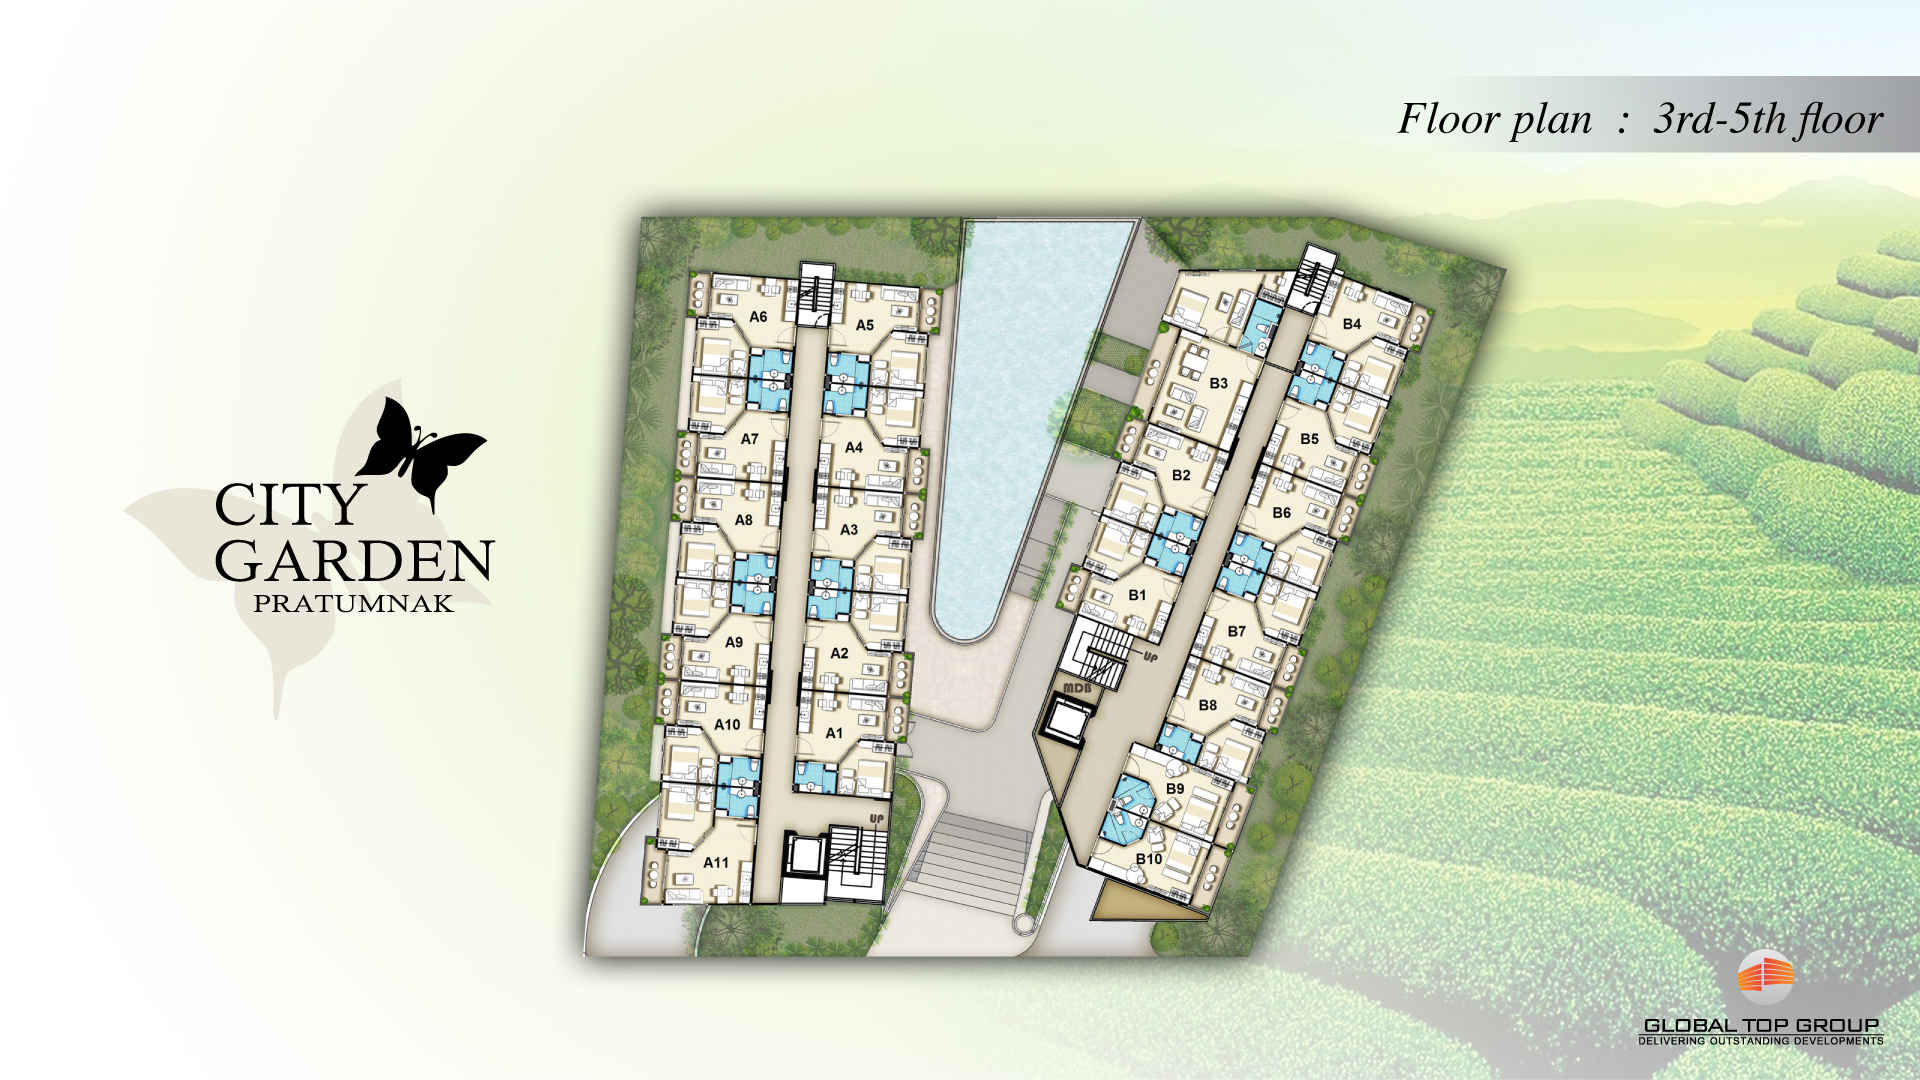 Floor plan : 3rd-5th floor
CITY
GARDEN
PRATUMNAK
A6
A5
A7
A4
A8
A3
A9
A2
A10
A1
A11
UP
B4
B3
B5
B2
B6
B1
B7
UP
MDB
B8
B9
B10
GLOBAL TOP GROUP
DELIVERING OUTSTANDING DEVELOPMENTS